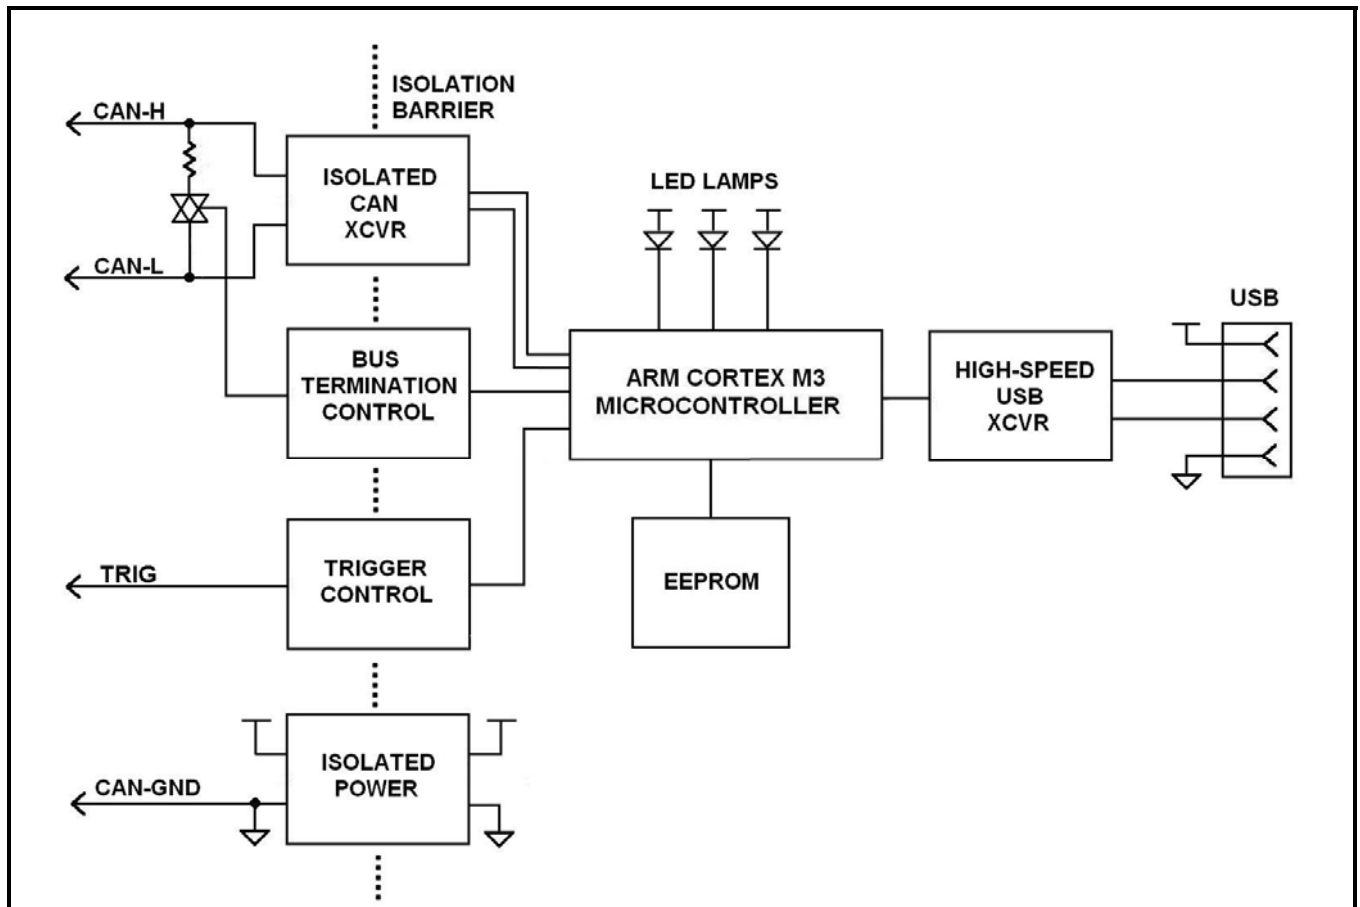 ISOLATION
BARRIER
CAN-H
ISOLATED
CAN
XCVR
LED LAMPS
CAN-L
USB
BUS
TERMINATION
CONTROL
ARM CORTEX M3
MICROCONTROLLER
HIGH-SPEED
USB
XCVR
TRIG
TRIGGER
CONTROL
EEPROM
CAN-GND
ISOLATED
POWER